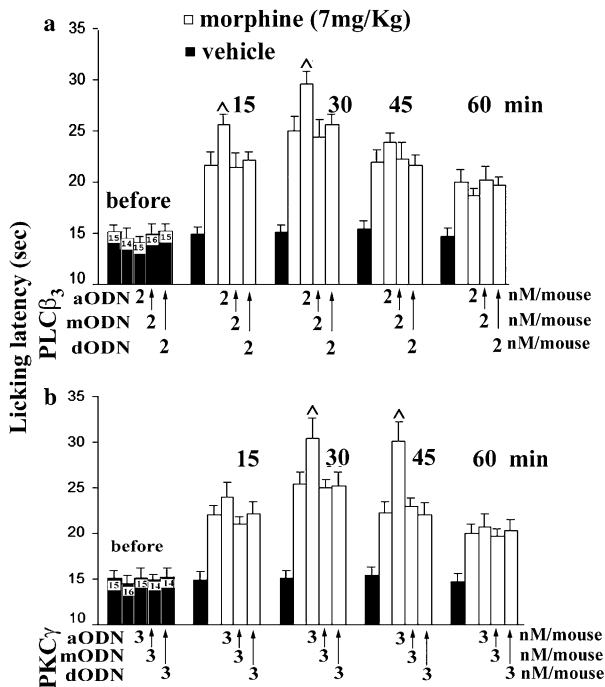 a
morphine (7mg/Kg)
vehicle
35
30
25
20
15
10
before
15 14 15 16 15
15 30 45 60 min
aODN 2 2 2 2 2 nM/mouse
mODN 2 2 2 2 2 nM/mouse
dODN 2 2 2 2 2 nM/mouse
PLCβ3
Licking latency (sec)
b
35
30
25
20
15
10
before
15 16 15 14 14
15 30 45 60 min
aODN 3 3 3 3 3 nM/mouse
mODN 3 3 3 3 3 nM/mouse
dODN 3 3 3 3 3 nM/mouse
PKCγ